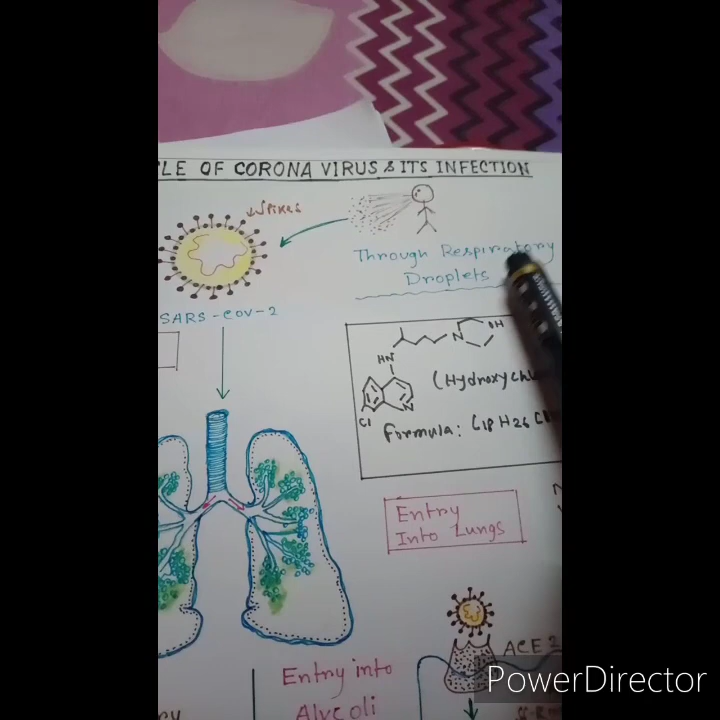 LE OF CORONA VIRUS & ITS INFECTION
Spikes
Through Respiratory
Droplets
SARS-COV-2
OH
N
HN
N
Cl
(Hydroxychl
Formula: C18 H26 Cl
Entry
Into Lungs
ACE 2
Entry into
Alveoli
PowerDirector